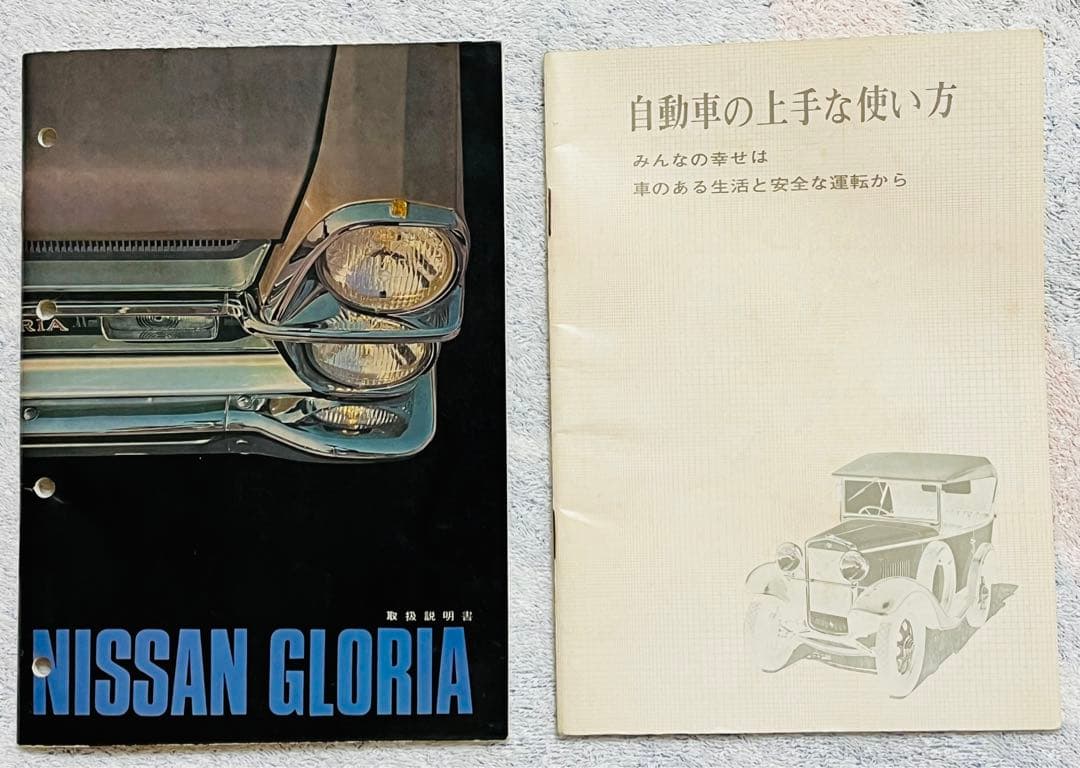 RIA
取扱説明書
NISSAN GLORIA
自動車の上手な使い方
みんなの幸せは
車のある生活と安全な運転から